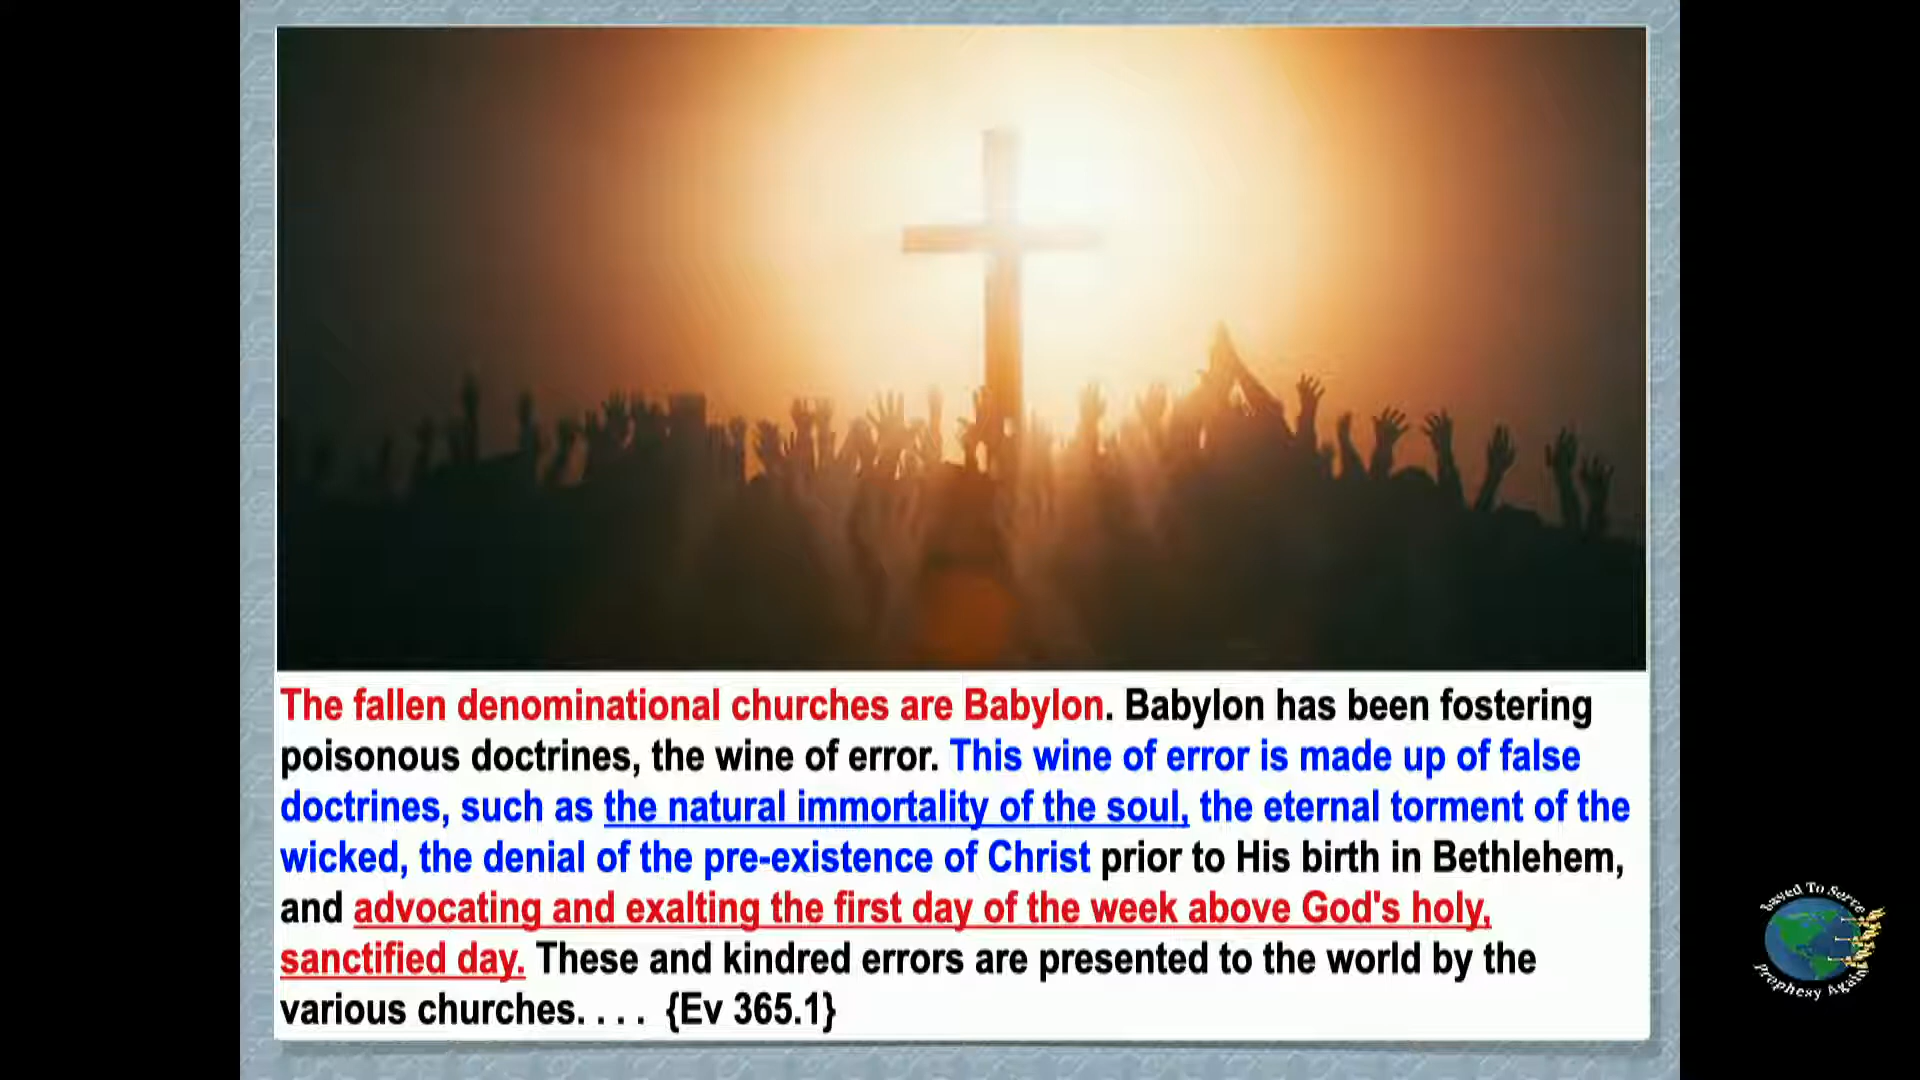 The fallen denominational churches are Babylon. Babylon has been fostering
poisonous doctrines, the wine of error. This wine of error is made up of false
doctrines, such as the natural immortality of the soul, the eternal torment of the
wicked, the denial of the pre-existence of Christ prior to His birth in Bethlehem,
and advocating and exalting the first day of the week above God's holy,
sanctified day. These and kindred errors are presented to the world by the
various churches. . . . {Ev 365.1}
To Serve
Prophesy Again